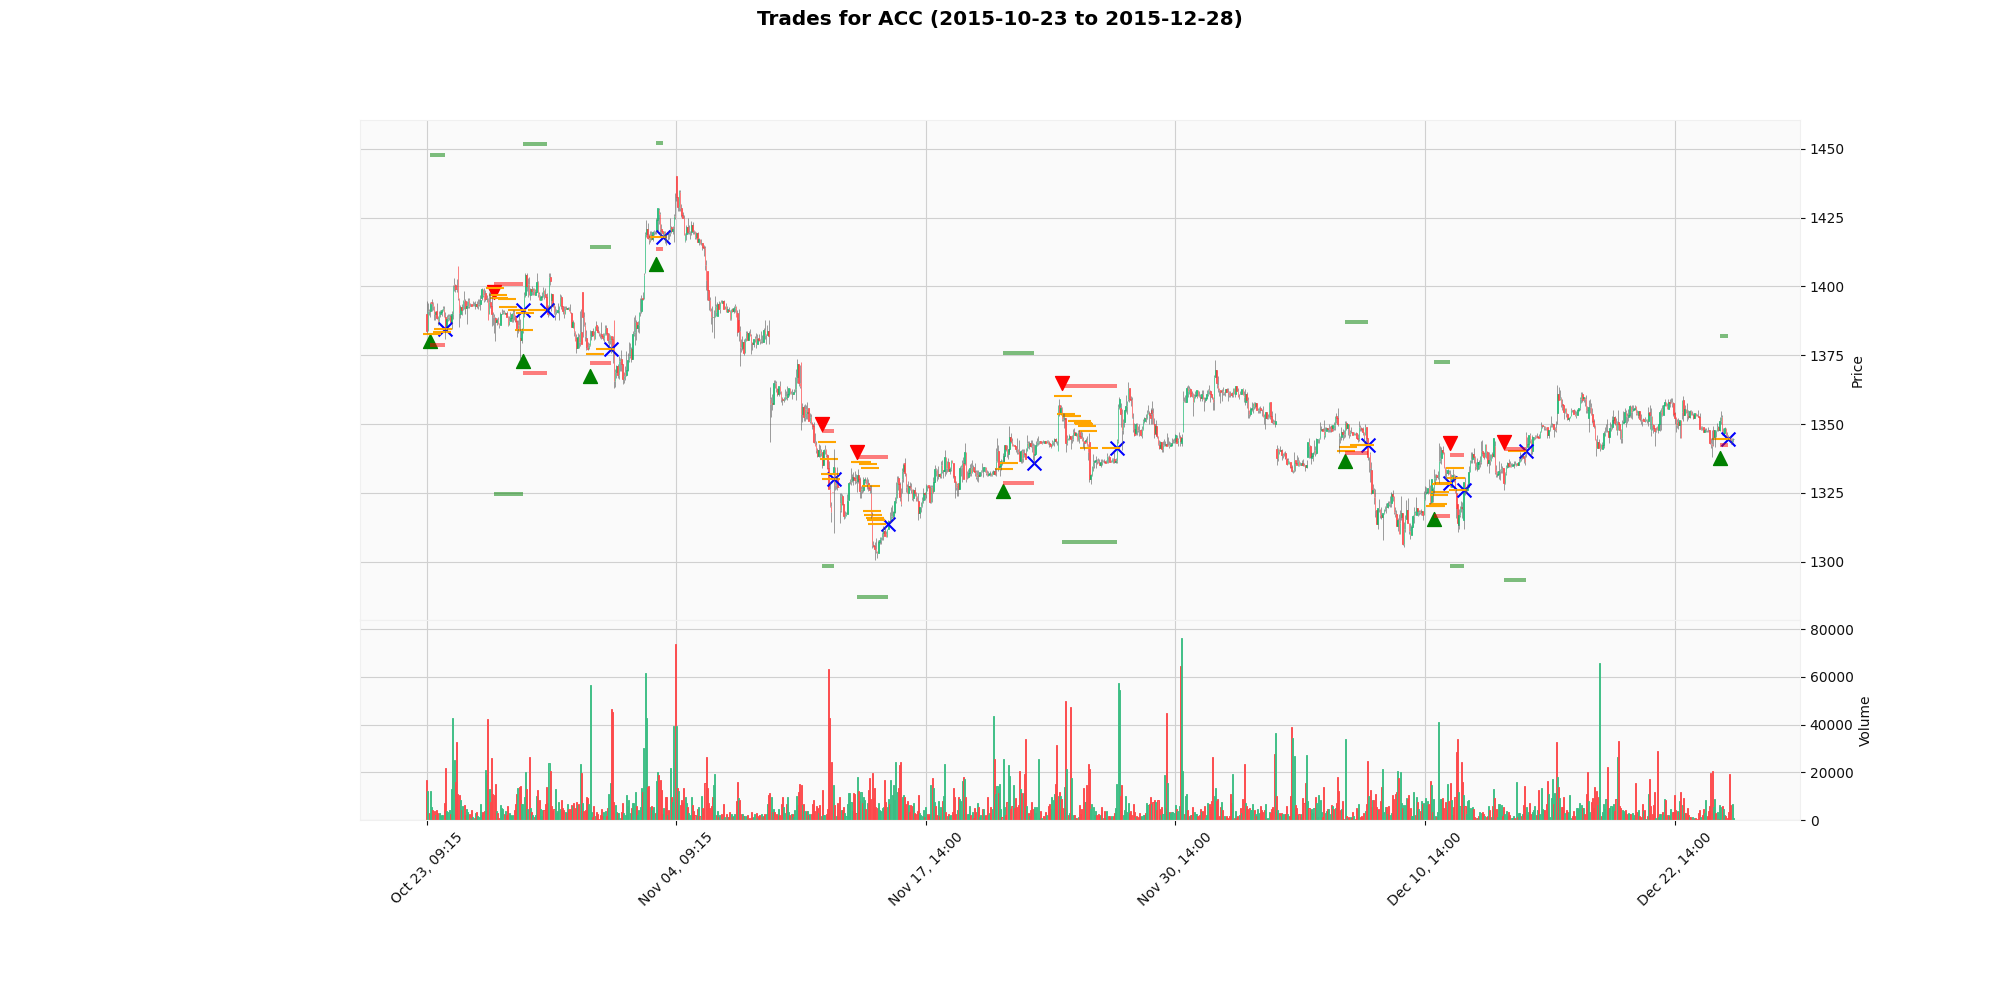 Trades for ACC (2015-10-23 to 2015-12-28)
1450
1425
1400
1375
1350
1325
1300
Price
80000
60000
40000
20000
0
Volume
Oct 23, 09:15
Nov 04, 09:15
Nov 17, 14:00
Nov 30, 14:00
Dec 10, 14:00
Dec 22, 14:00